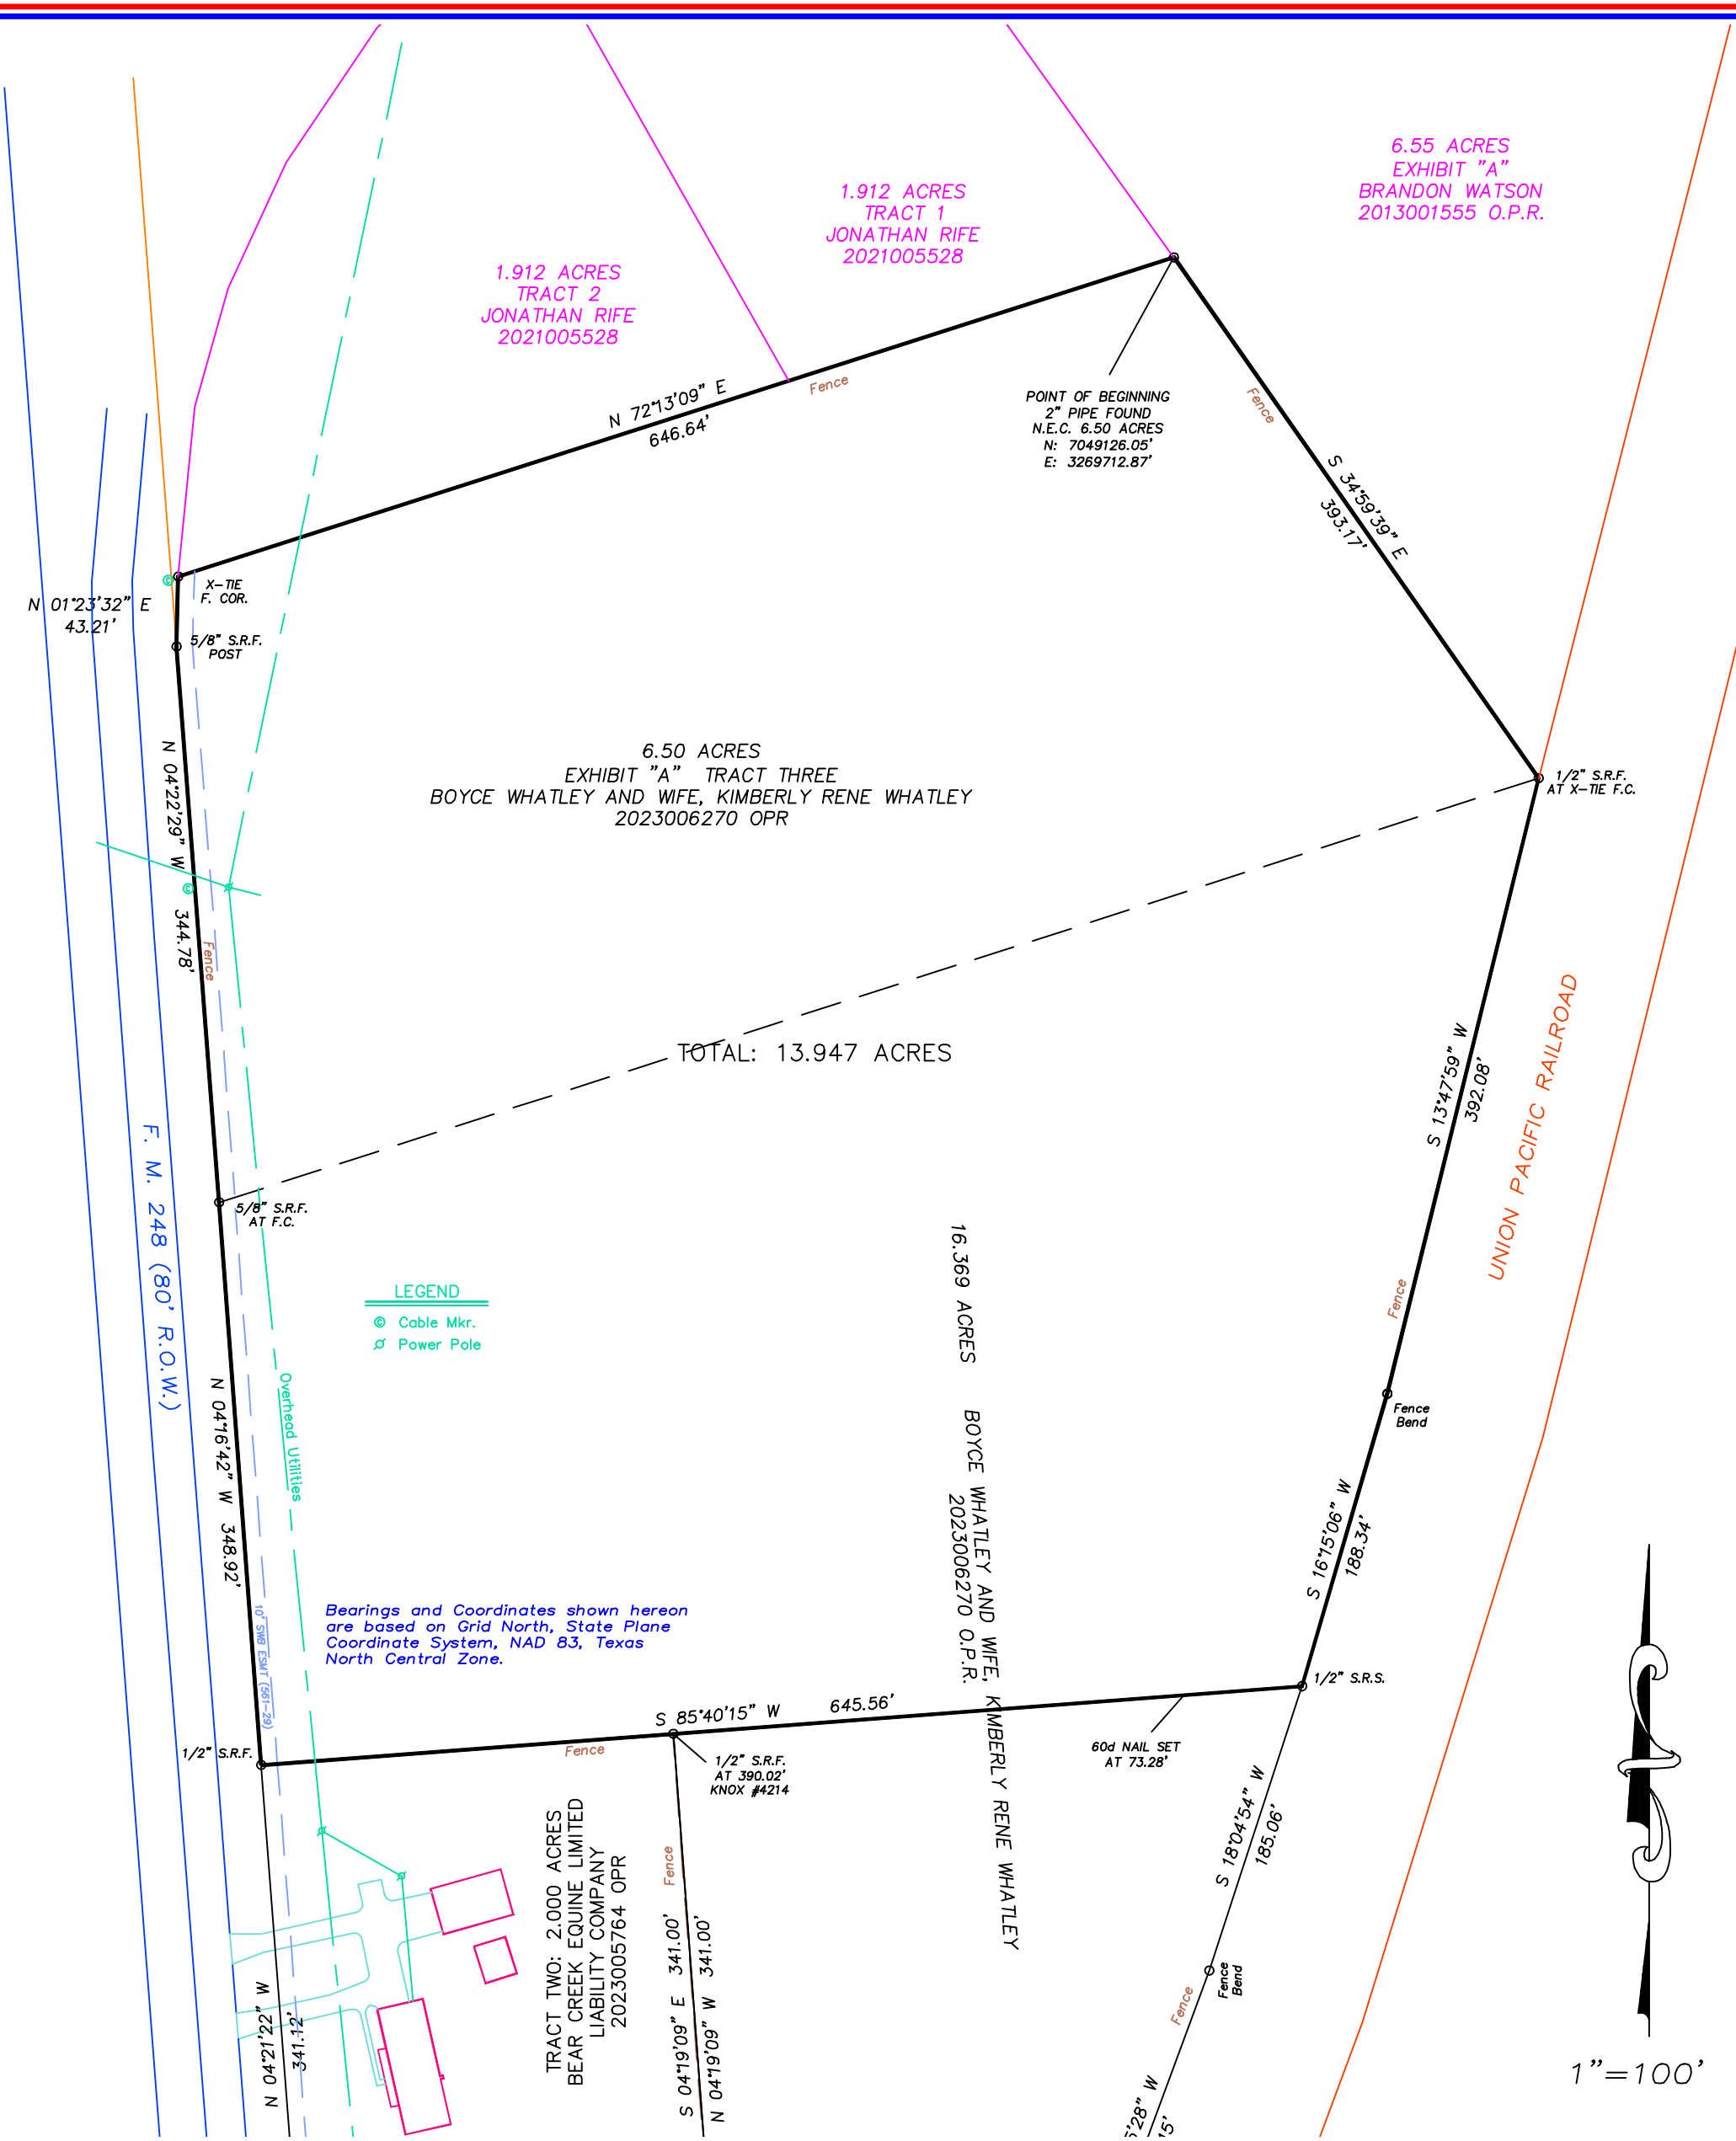 6.55 ACRES
EXHIBIT "A"
BRANDON WATSON
2013001555 O.P.R.
1.912 ACRES
TRACT 1
JONATHAN RIFE
2021005528
1.912 ACRES
TRACT 2
JONATHAN RIFE
2021005528
N 72°13'09" E
646.64'
Fence
POINT OF BEGINNING
2" PIPE FOUND
N.E.C. 6.50 ACRES
N: 7049126.05'
E: 3269712.87'
Fence
S 34°59'39" E
393.17'
X-TIE
F. COR.
N 01°23'32" E
43.21'
5/8" S.R.F.
POST
N 04°22'29" W 344.78'
Fence
6.50 ACRES
EXHIBIT "A" TRACT THREE
BOYCE WHATLEY AND WIFE, KIMBERLY RENE WHATLEY
2023006270 OPR
1/2" S.R.F.
AT X-TIE F.C.
TOTAL: 13.947 ACRES
S 13°47'59" W
392.08'
UNION PACIFIC RAILROAD
F. M. 248 (80' R.O.W.)
5/8" S.R.F.
AT F.C.
LEGEND
© Cable Mkr.
Power Pole
16.369 ACRES BOYCE WHATLEY AND WIFE, KIMBERLY RENE WHATLEY
2023006270 O.P.R.
Fence
Fence
Bend
Overhead Utilities
N 04°16'42" W 348.92'
10' SWB ESMT (561-29)
S 16°15'06" W
188.34'
Bearings and Coordinates shown hereon
are based on Grid North, State Plane
Coordinate System, NAD 83, Texas
North Central Zone.
1/2" S.R.S.
S 85°40'15" W 645.56'
1/2" S.R.F.
Fence
1/2" S.R.F.
AT 390.02'
KNOX #4214
60d NAIL SET
AT 73.28'
TRACT TWO: 2.000 ACRES
BEAR CREEK EQUINE LIMITED
LIABILITY COMPANY
2023005764 OPR
Fence
S 04°19'09" E 341.00'
N 04°19'09" W 341.00'
S 18°04'54" W
185.06'
Fence
Bend
Fence
N 04°21'22" W
341.12'
28" W
1"=100'